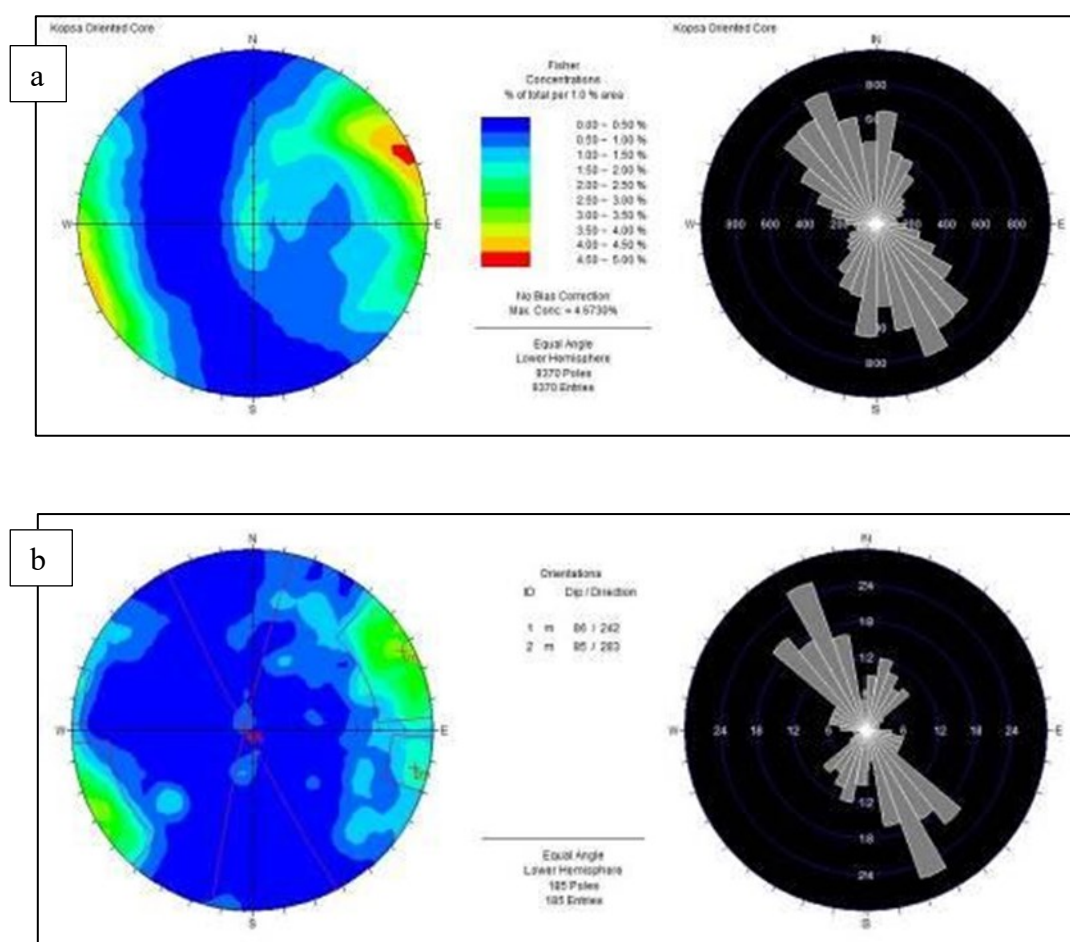 a
Kopsa Oriented Core
N
W
E
S
Fisher
Concentrations
% of total per 1.0 % area
0.00 ~ 0.50 %
0.50 ~ 1.00 %
1.00 ~ 1.50 %
1.50 ~ 2.00 %
2.00 ~ 2.50 %
2.50 ~ 3.00 %
3.00 ~ 3.50 %
3.50 ~ 4.00 %
4.00 ~ 4.50 %
4.50 ~ 5.00 %
No Bias Correction
Max. Conc. = 4.6730%
Equal Angle
Lower Hemisphere
9370 Poles
9370 Entries
Kopsa Oriented Core
N
800
W 800 600 400 400 600 800 E
800
S
b
N
W
E
S
Orientations
ID Dip / Direction
1 m 86 / 242
2 m 85 / 283
Equal Angle
Lower Hemisphere
185 Poles
185 Entries
N
24
18
12
W 24 18 12 6 6 12 18 24 E
12
18
24
S